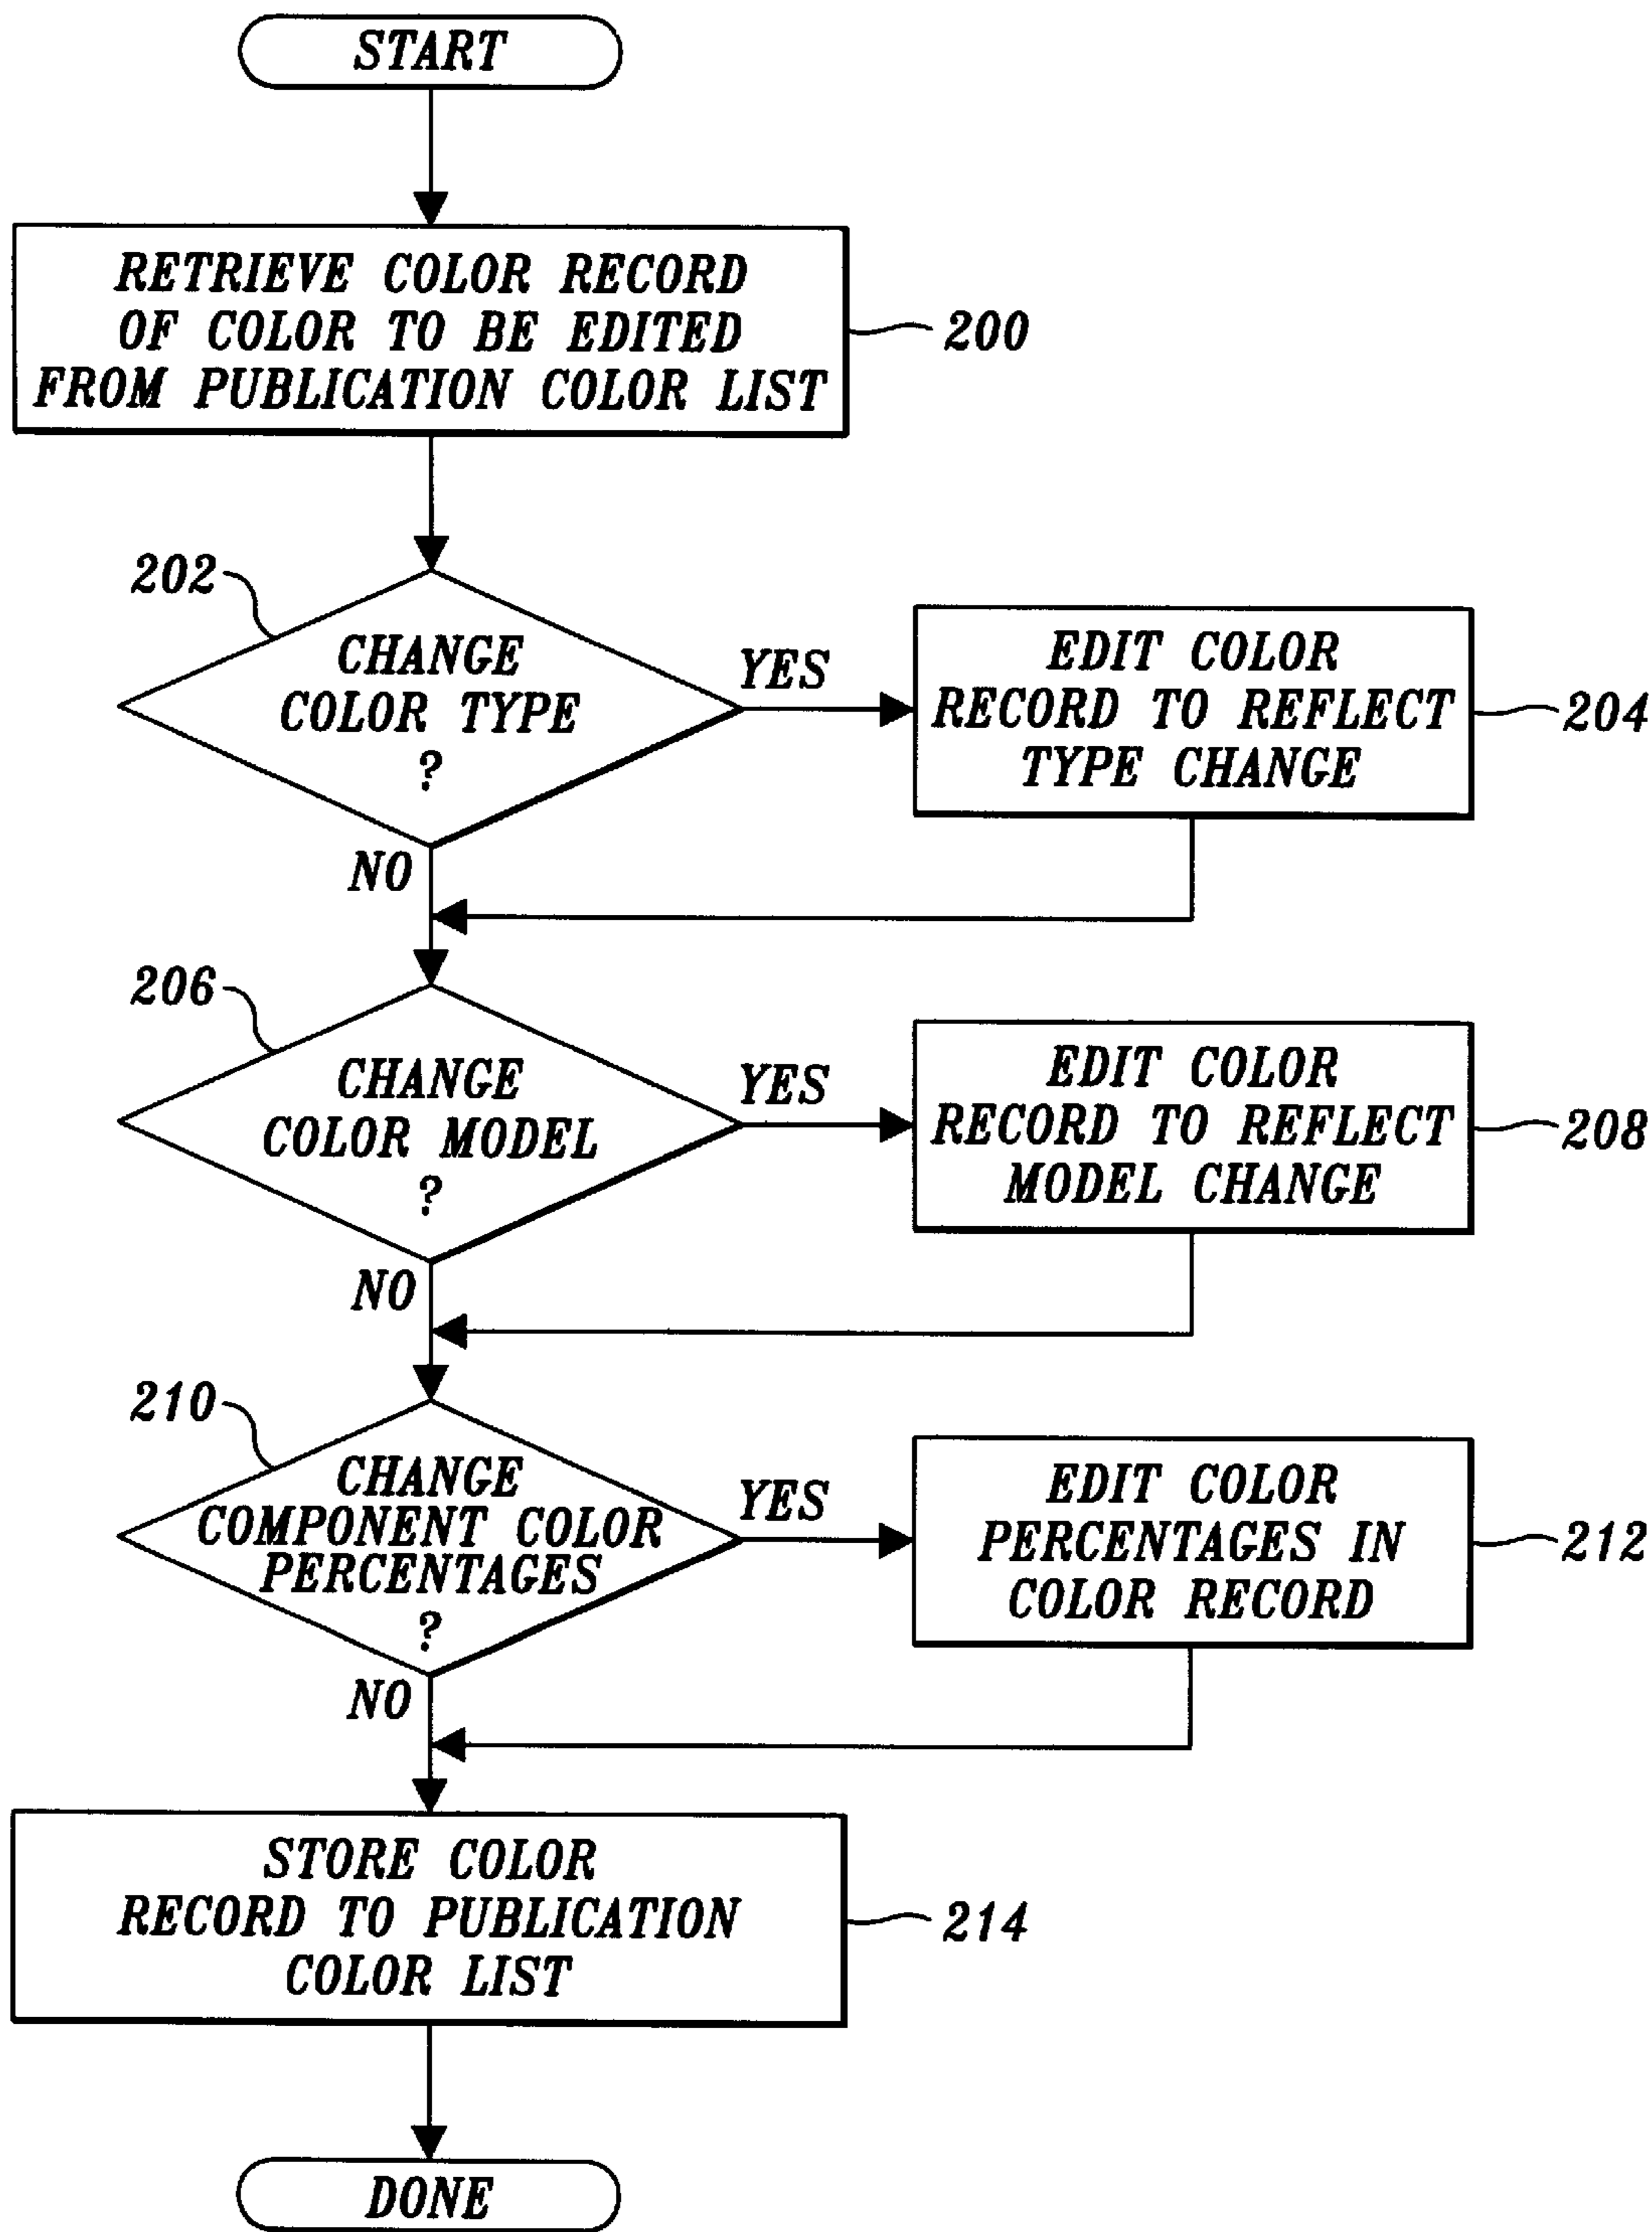 START
RETRIEVE COLOR RECORD
OF COLOR TO BE EDITED
FROM PUBLICATION COLOR LIST
200
202
CHANGE
COLOR TYPE
?
YES
NO
EDIT COLOR
RECORD TO REFLECT
TYPE CHANGE
204
206
CHANGE
COLOR MODEL
?
YES
NO
EDIT COLOR
RECORD TO REFLECT
MODEL CHANGE
208
210
CHANGE
COMPONENT COLOR
PERCENTAGES
?
YES
NO
EDIT COLOR
PERCENTAGES IN
COLOR RECORD
212
STORE COLOR
RECORD TO PUBLICATION
COLOR LIST
214
DONE